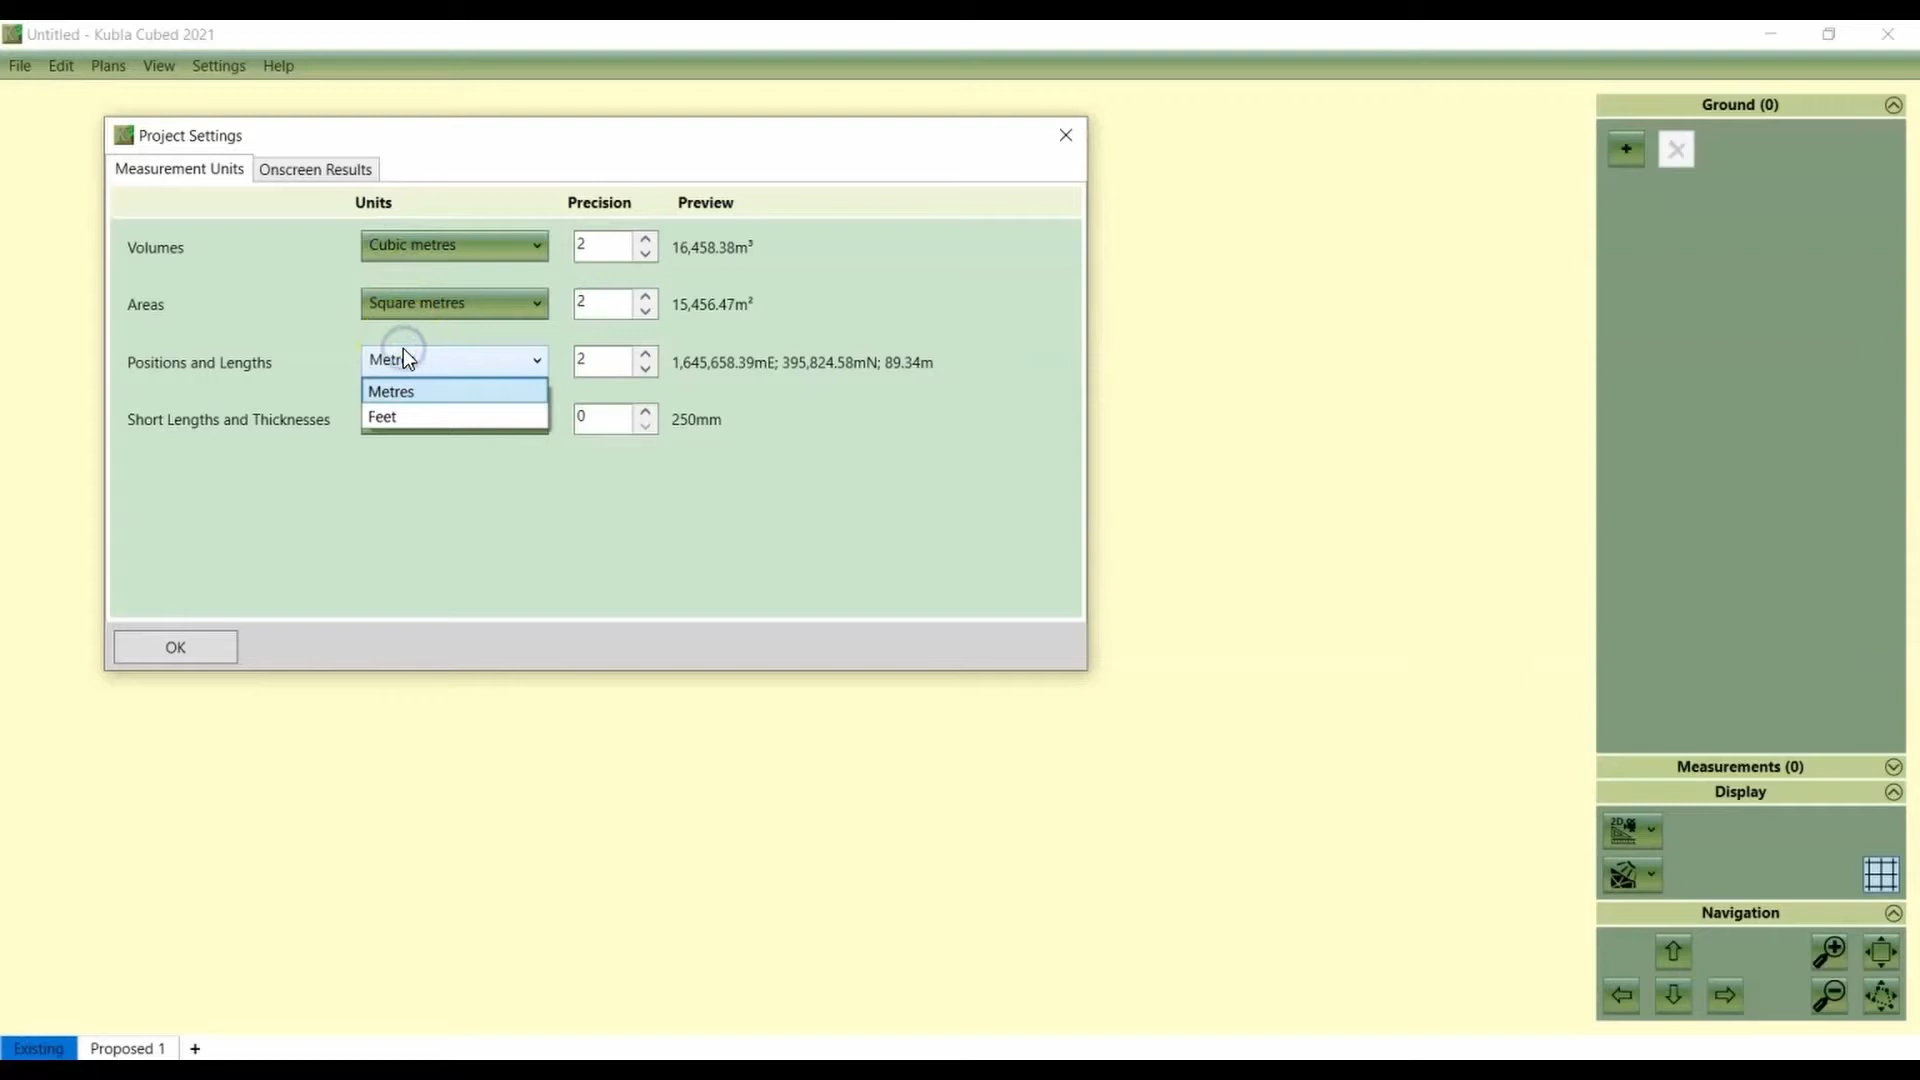 Untitled - Kubla Cubed 2021
File Edit Plans View Settings Help
Project Settings
Measurement Units Onscreen Results
Units Precision Preview
Volumes Cubic metres 2 16,458.38m³
Areas Square metres 2 15,456.47m²
Positions and Lengths 2 1,645,658.39mE; 395,824.58mN; 89.34m
Metres
Feet
Short Lengths and Thicknesses 0 250mm
OK
Ground (0)
Measurements (0)
Display
2D
Navigation
Existing Proposed 1 +